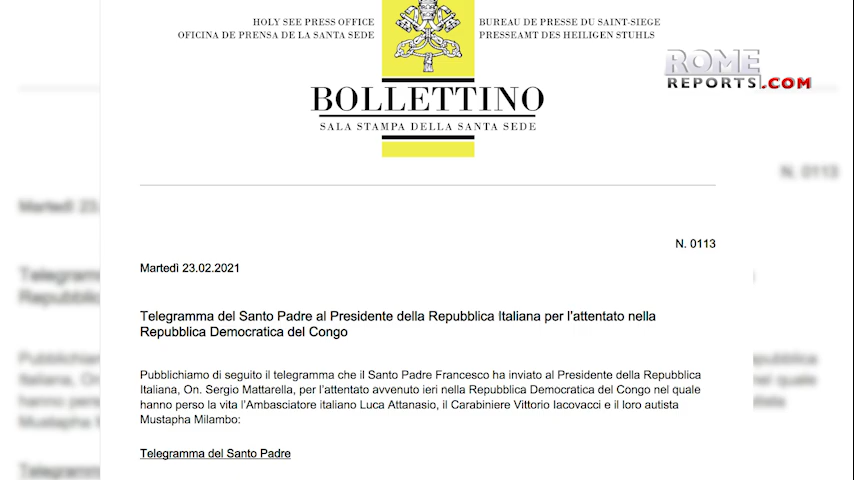 HOLY SEE PRESS OFFICE
OFICINA DE PRENSA DE LA SANTA SEDE
BUREAU DE PRESSE DU SAINT-SIEGE
PRESSEAMT DES HEILIGEN STUHLS
ROME
REPORTS.COM
BOLLETTINO
SALA STAMPA DELLA SANTA SEDE
N. 0113
Martedì 23.02.2021
Telegramma del Santo Padre al Presidente della Repubblica Italiana per l'attentato nella
Repubblica Democratica del Congo
Pubblichiamo di seguito il telegramma che il Santo Padre Francesco ha inviato al Presidente della Repubblica
Italiana, On. Sergio Mattarella, per l'attentato avvenuto ieri nella Repubblica Democratica del Congo nel quale
hanno perso la vita l'Ambasciatore italiano Luca Attanasio, il Carabiniere Vittorio Iacovacci e il loro autista
Mustapha Milambo:
Telegramma del Santo Padre